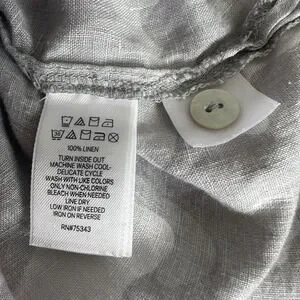 100% LINEN
TURN INSIDE OUT
MACHINE WASH COOL-
DELICATE CYCLE
WASH WITH LIKE COLORS
ONLY NON-CHLORINE
BLEACH WHEN NEEDED
LINE DRY
LOW IRON IF NEEDED
IRON ON REVERSE
RN#75343